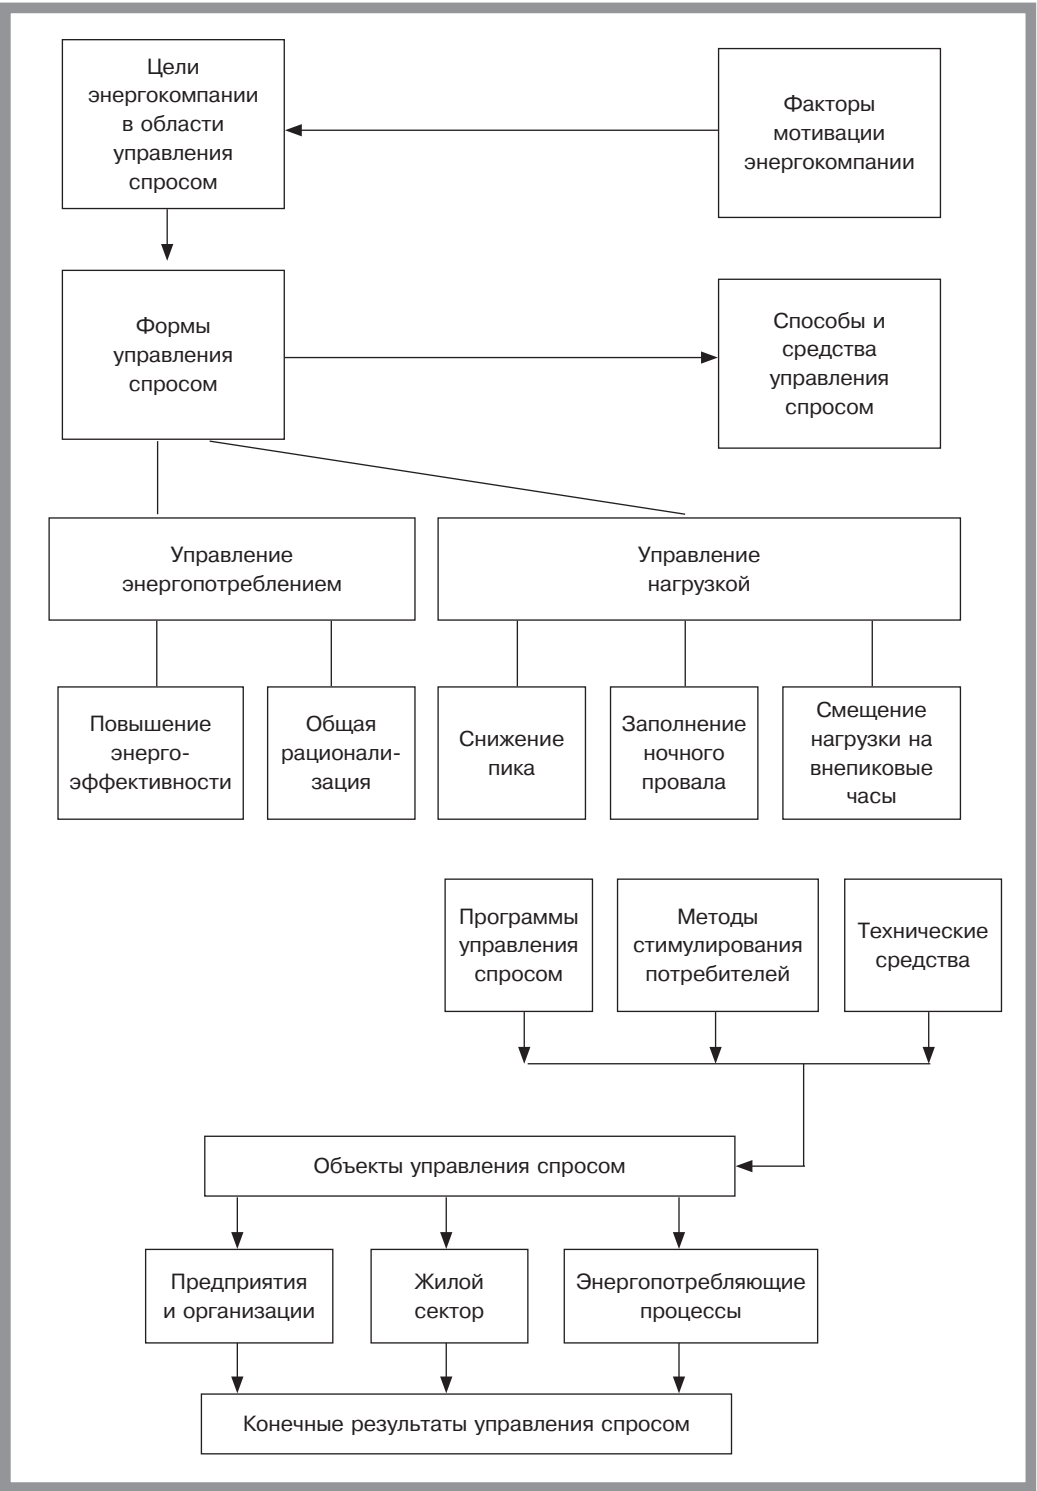 Цели
энергокомпании
в области
управления
спросом
Факторы
мотивации
энергокомпании
Формы
управления
спросом
Способы и
средства
управления
спросом
Управление
энергопотреблением
Управление
нагрузкой
Повышение
энерго-
эффективности
Общая
рационали-
зация
Снижение
пика
Заполнение
ночного
провала
Смещение
нагрузки на
внепиковые
часы
Программы
управления
спросом
Методы
стимулирования
потребителей
Технические
средства
Объекты управления спросом
Предприятия
и организации
Жилой
сектор
Энергопотребляющие
процессы
Конечные результаты управления спросом